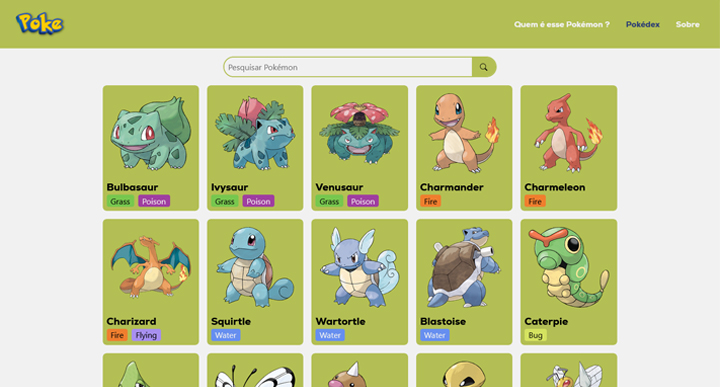 Poke
Quem é esse Pokémon ?
Pokédex
Sobre
Pesquisar Pokémon
Bulbasaur
Grass Poison
Ivysaur
Grass Poison
Venusaur
Grass Poison
Charmander
Fire
Charmeleon
Fire
Charizard
Fire Flying
Squirtle
Water
Wartortle
Water
Blastoise
Water
Caterpie
Bug